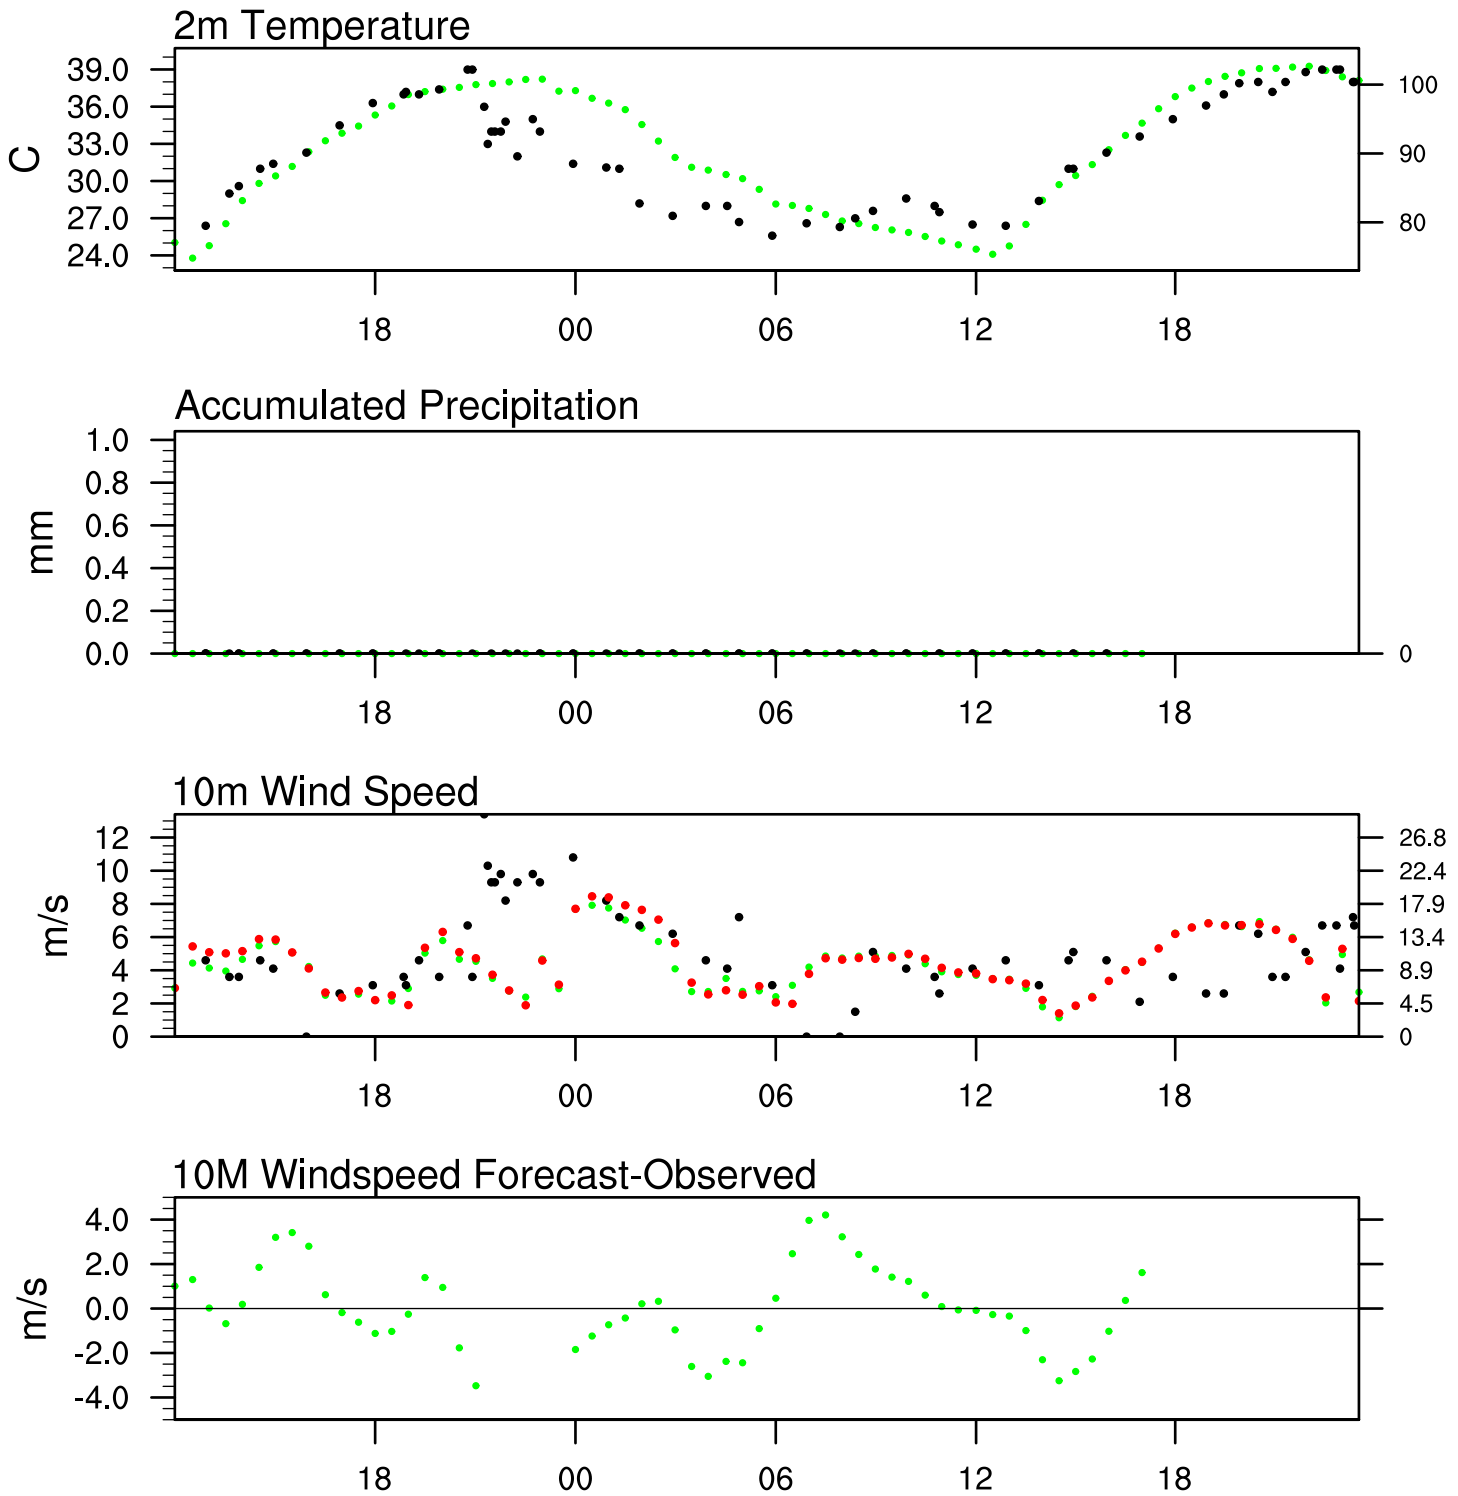 2m Temperature
39.0
36.0
33.0
30.0
27.0
24.0
C
100
90
80
18 00 06 12 18
Accumulated Precipitation
1.0
0.8
0.6
0.4
0.2
0.0
mm
0
18 00 06 12 18
10m Wind Speed
12
10
8
6
4
2
0
m/s
26.8
22.4
17.9
13.4
8.9
4.5
0
18 00 06 12 18
10M Windspeed Forecast-Observed
4.0
2.0
0.0
-2.0
-4.0
m/s
18 00 06 12 18